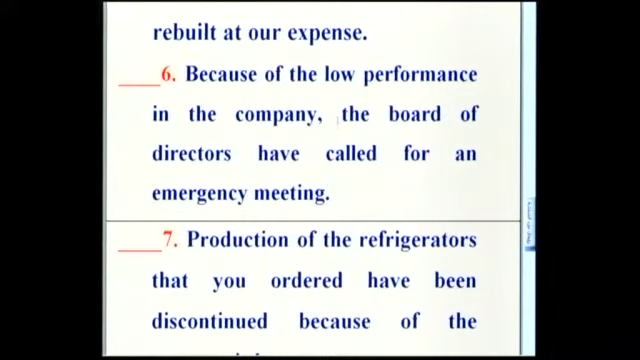 rebuilt at our expense.
____6. Because of the low performance
in the company, the board of
directors have called for an
emergency meeting.
____7. Production of the refrigerators
that you ordered have been
discontinued because of the